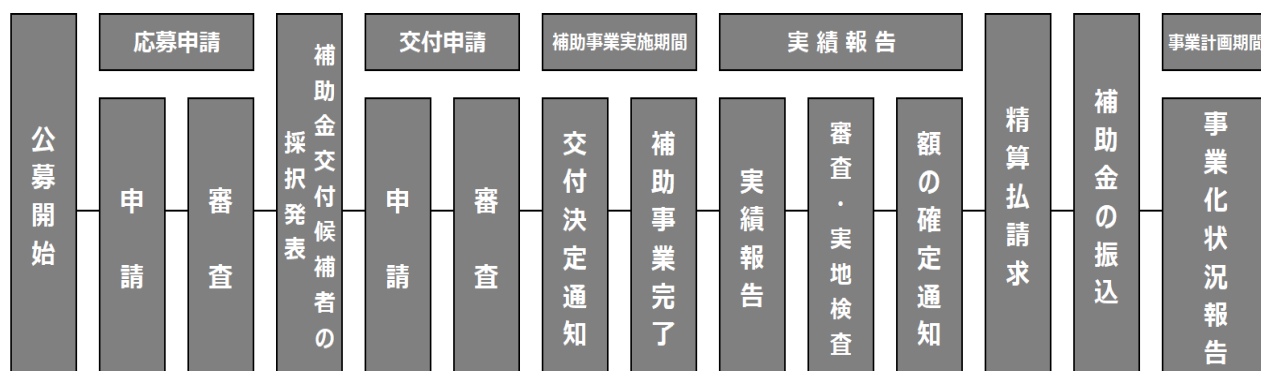 公募開始
応募申請
申請
審査
補助金交付候補者の
採択発表
交付申請
申請
審査
補助事業実施期間
交付決定通知
補助事業完了
実績報告
実績報告
審査・実地検査
額の確定通知
精算払請求
補助金の振込
事業計画期間
事業化状況報告